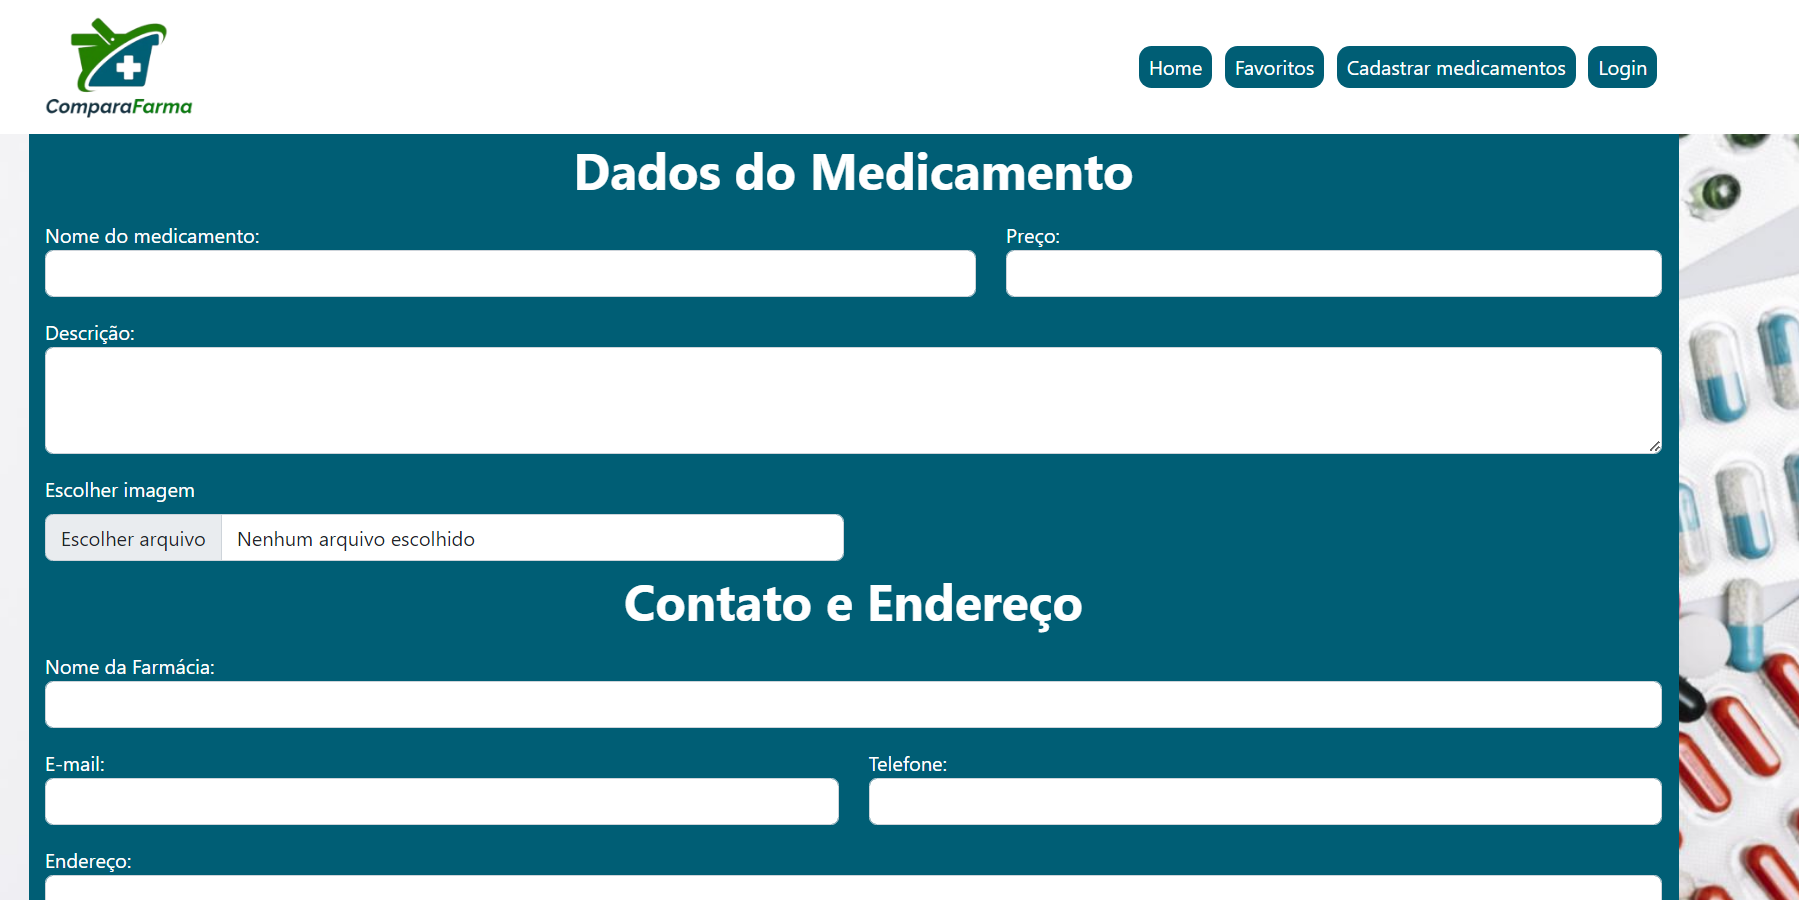 ComparaFarma
Home Favoritos Cadastrar medicamentos Login
Dados do Medicamento
Nome do medicamento: Preço:
Descrição:
Escolher imagem
Escolher arquivo Nenhum arquivo escolhido
Contato e Endereço
Nome da Farmácia:
E-mail: Telefone:
Endereço: